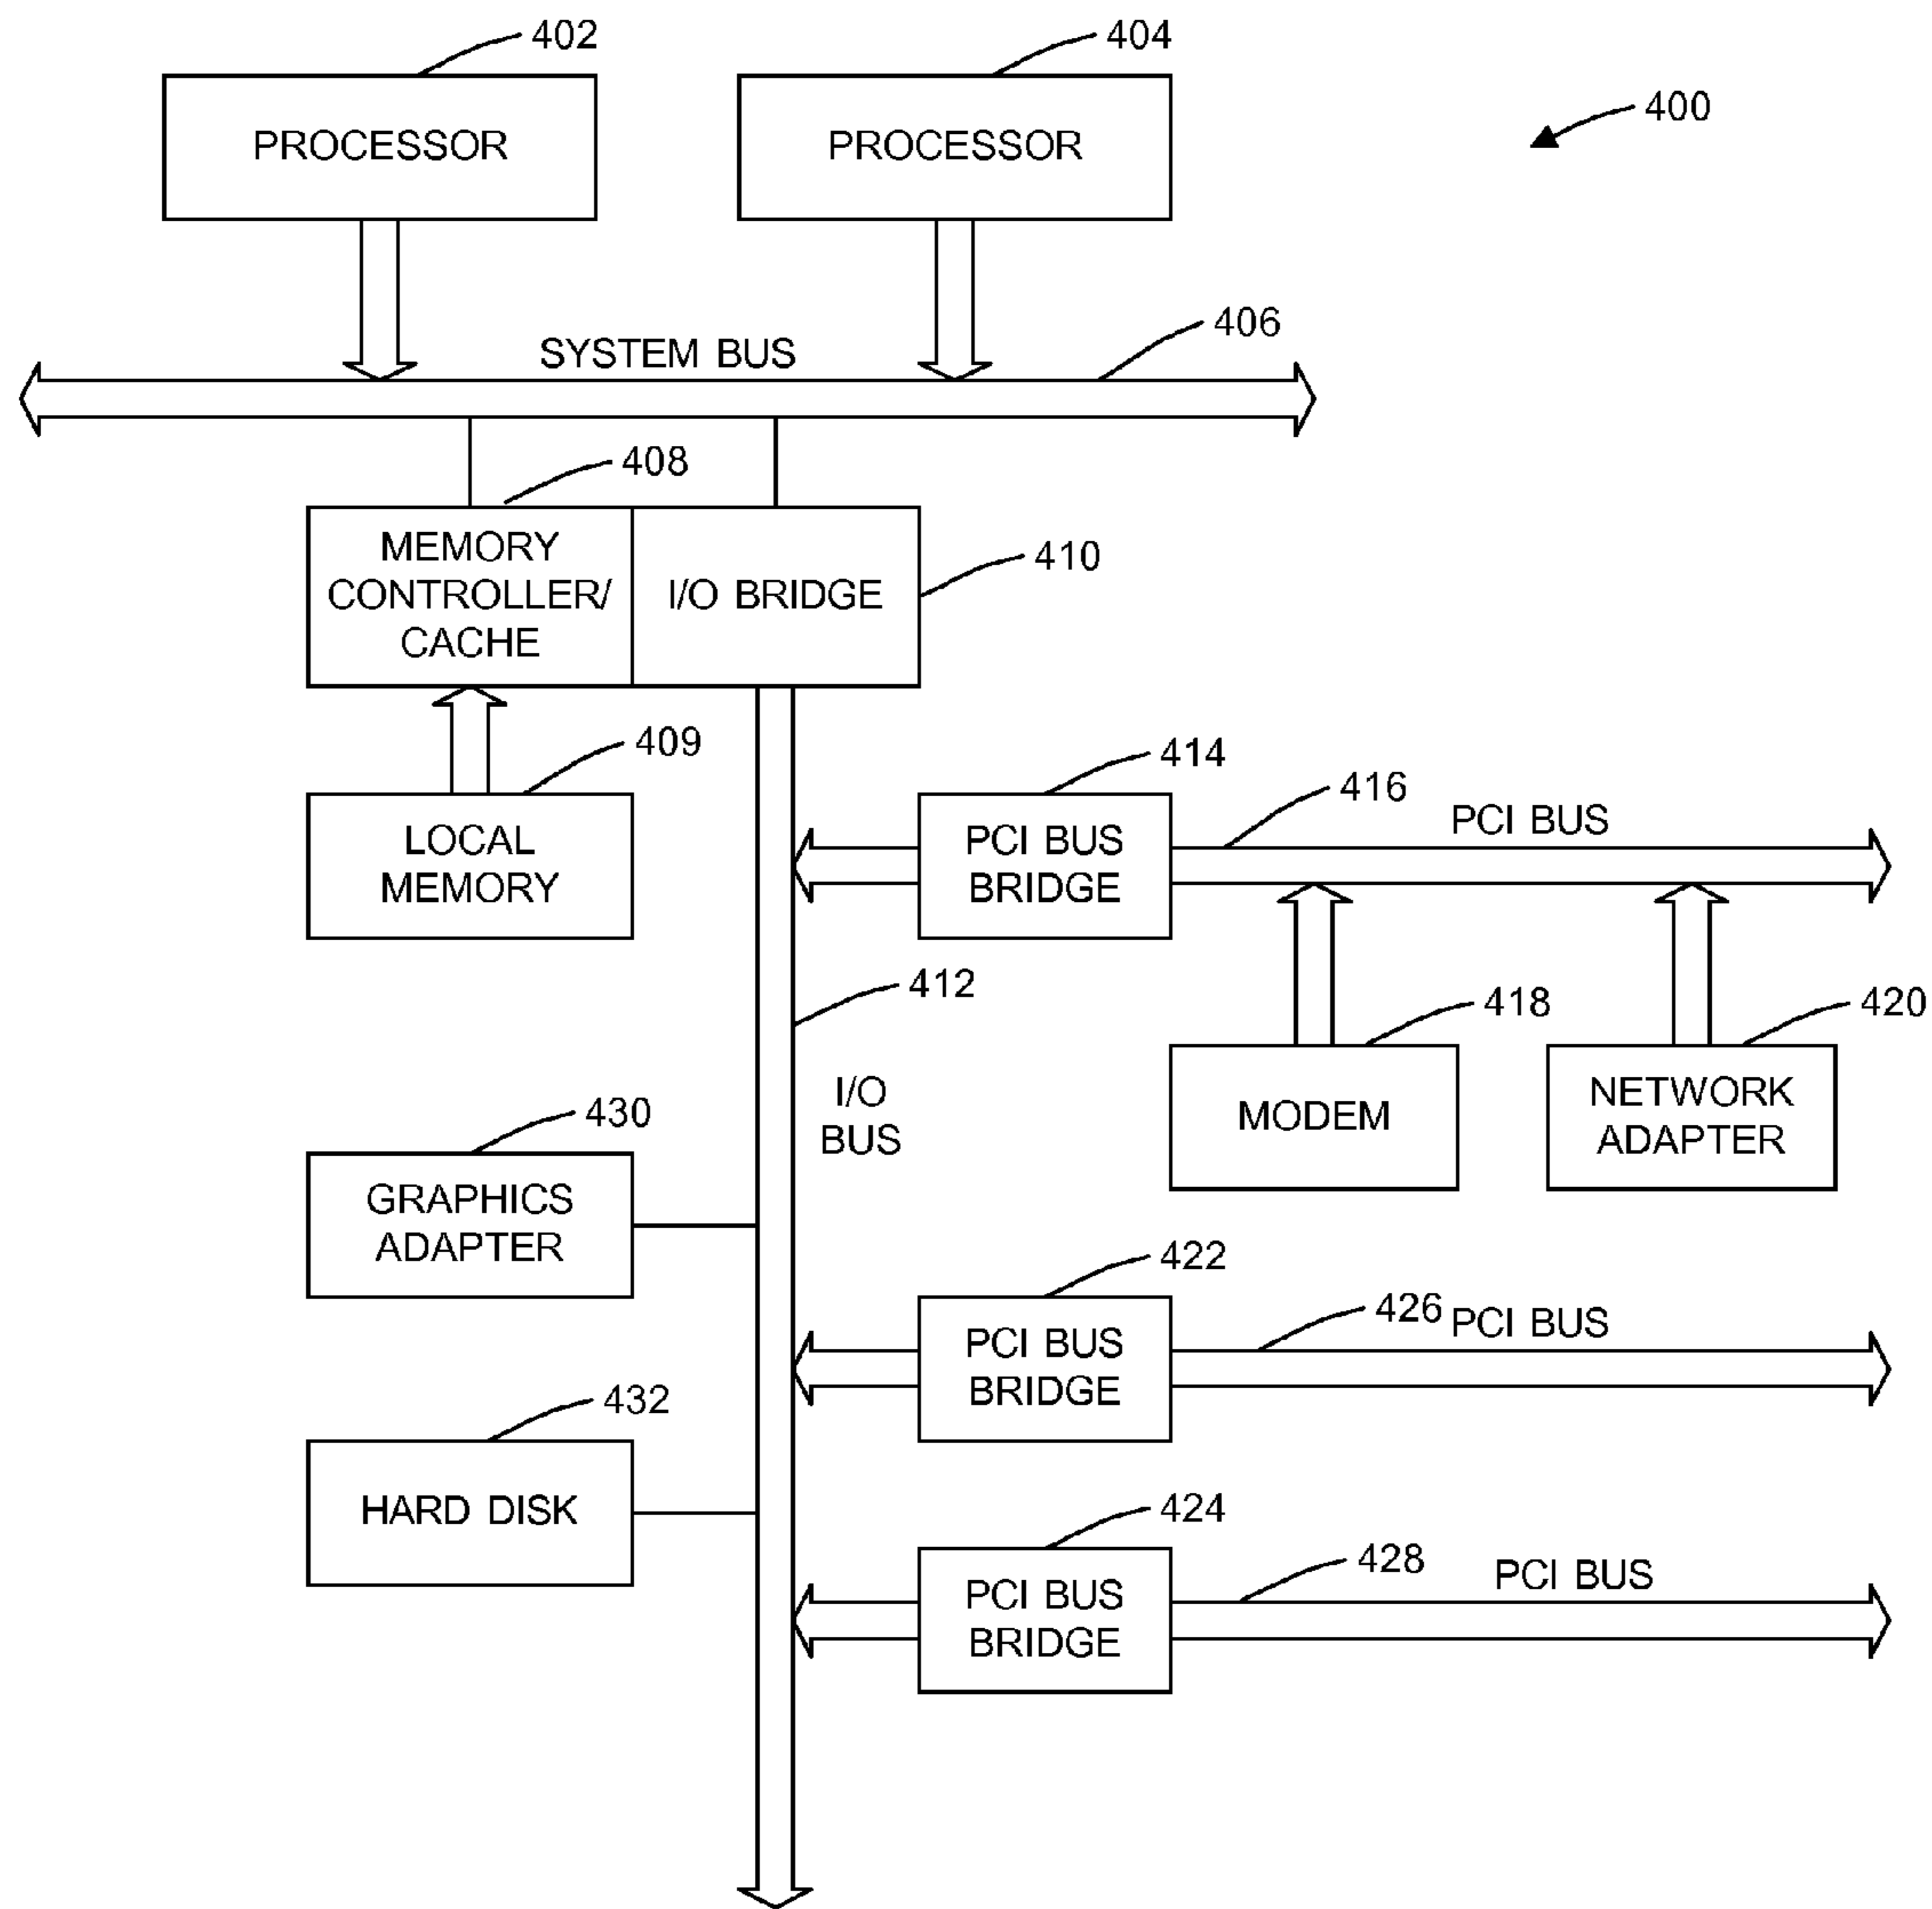 402
404
400
PROCESSOR
PROCESSOR
406
SYSTEM BUS
408
MEMORY
CONTROLLER/
CACHE
I/O BRIDGE
410
409
LOCAL
MEMORY
414
PCI BUS
BRIDGE
416
PCI BUS
412
418
420
I/O
BUS
MODEM
NETWORK
ADAPTER
430
GRAPHICS
ADAPTER
422
PCI BUS
BRIDGE
426
PCI BUS
432
HARD DISK
424
PCI BUS
BRIDGE
428
PCI BUS